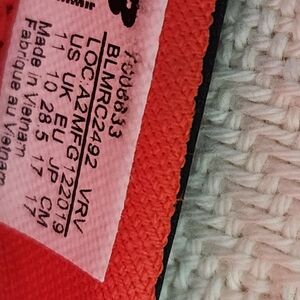 BLMRC2492 VRV
LOC:A2MFG:122019
US UK EU JP CM
11 10 28.5 17 17
Made in Vietnam
Fabriqué au Vietnam